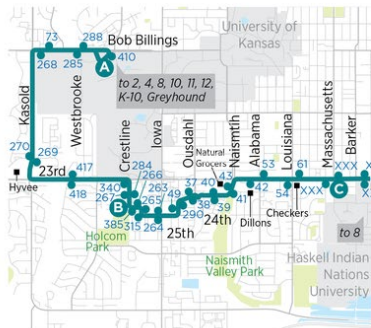 University of
Kansas
73
288
Bob Billings
268
285
A
410
to 2, 4, 8, 10, 11, 12,
K-10, Greyhound
Kasold
Westbrooke
Crestline
Iowa
Ousdahl
Natural
Grocers
Naismith
Alabama
Louisiana
Massachusetts
Barker
270
269
23rd
417
418
Hyvee
284
/266
340
263
267
B
385
315
265
264
49
37
40
43
290
38
39
41
42
53
54
61
XXX
XXX
C
25th
24th
Dillons
Checkers
Holcom
Park
Naismith
Valley Park
to 8
Haskell Indian
Nations
University